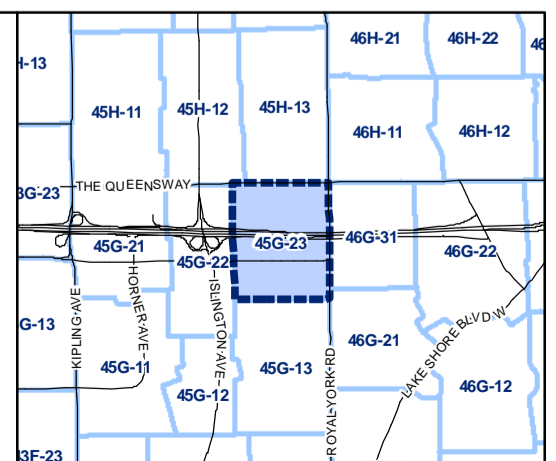 46H-21
46H-22
46
H-13
45H-11
45H-12
45H-13
46H-11
46H-12
THE QUEENSWAY
3G-23
45G-21
45G-22
45G-23
46G-31
46G-22
G-13
KIPLING AVE
HORNER AVE
ISLINGTON AVE
ROYAL YORK RD
LAKE SHORE BLVD W
45G-11
45G-12
45G-13
46G-21
46G-12
3F-23